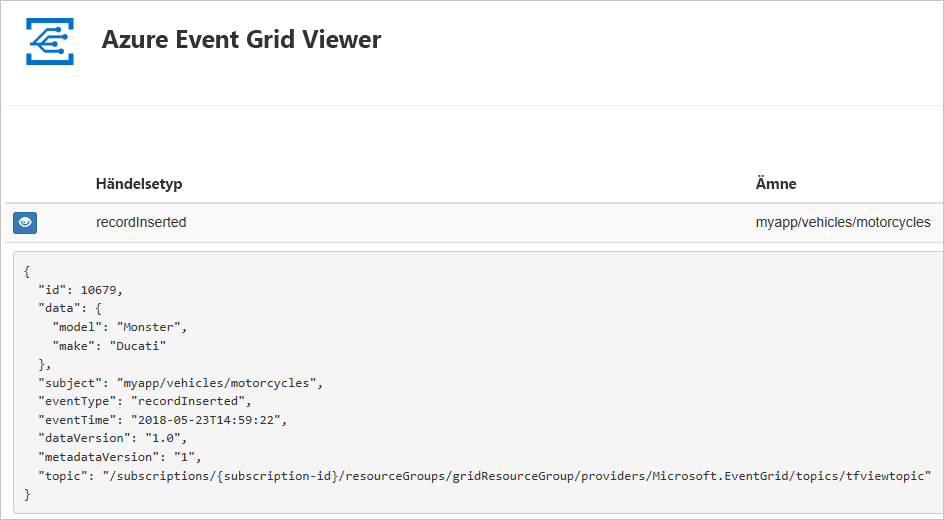 Azure Event Grid Viewer
Händelsetyp Ämne
recordInserted myapp/vehicles/motorcycles
{
"id": 10679,
"data": {
"model": "Monster",
"make": "Ducati"
},
"subject": "myapp/vehicles/motorcycles",
"eventType": "recordInserted",
"eventTime": "2018-05-23T14:59:22",
"dataVersion": "1.0",
"metadataVersion": "1",
"topic": "/subscriptions/{subscription-id}/resourceGroups/gridResourceGroup/providers/Microsoft.EventGrid/topics/tfviewtopic"
}